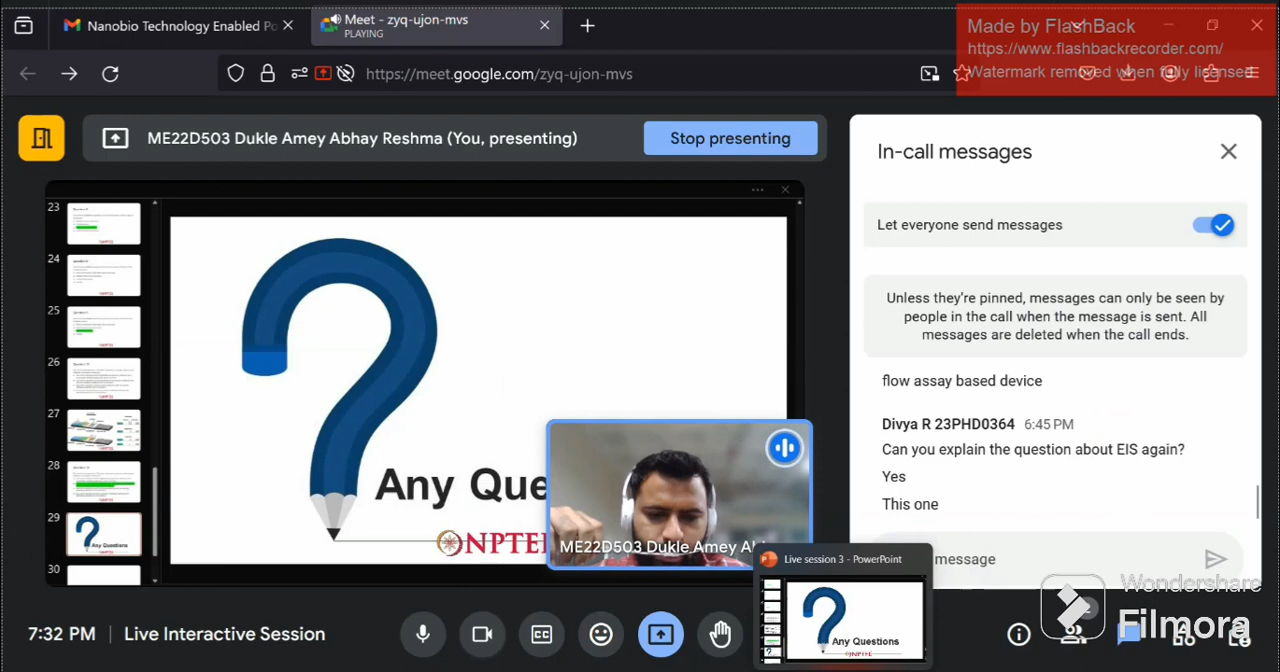 Nanobio Technology Enabled Po
Meet - zyq-ujon-mvs
PLAYING
Made by FlashBack
https://www.flashbackrecorder.com/
Watermark removed when fully licensed
https://meet.google.com/zyq-ujon-mvs
ME22D503 Dukle Amey Abhay Reshma (You, presenting)
Stop presenting
In-call messages
Let everyone send messages
Unless they're pinned, messages can only be seen by
people in the call when the message is sent. All
messages are deleted when the call ends.
flow assay based device
Divya R 23PHD0364 6:45 PM
Can you explain the question about EIS again?
Yes
This one
message
23
24
25
26
27
28
29
30
Any Que
NPTE
ME22D503 Dukle Amey Ab
Live session 3 - PowerPoint
Any Questions
NPTEL
7:32 PM | Live Interactive Session
Wondershare
Filmora